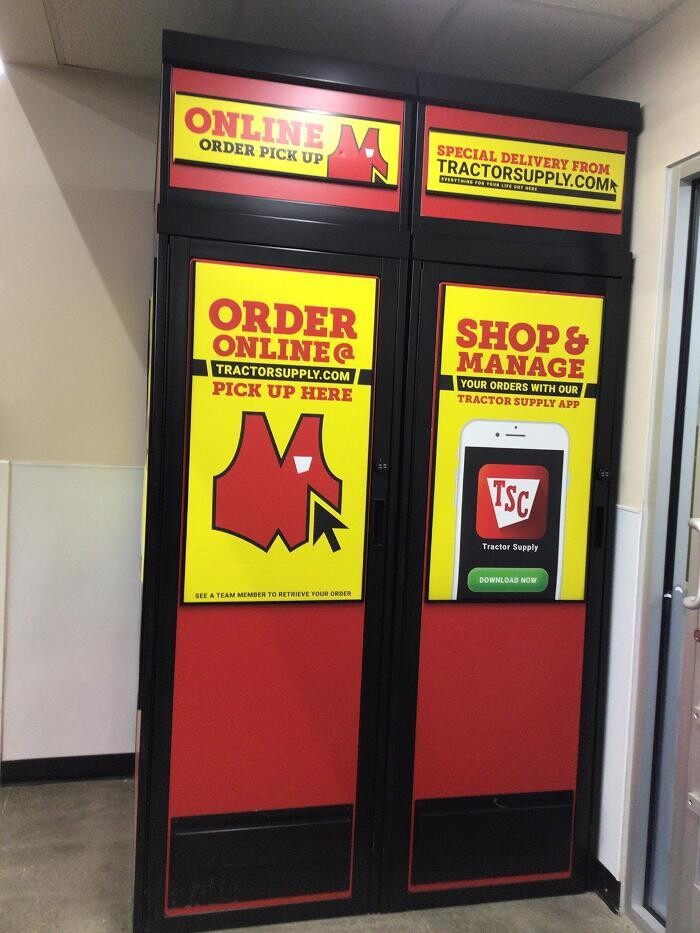 ONLINE
ORDER PICK UP
SPECIAL DELIVERY FROM
TRACTORSUPPLY.COM
EVERYTHING FOR YOUR LIFE OUT HERE
ORDER
ONLINE @
TRACTORSUPPLY.COM
PICK UP HERE
SEE A TEAM MEMBER TO RETRIEVE YOUR ORDER
SHOP &
MANAGE
YOUR ORDERS WITH OUR
TRACTOR SUPPLY APP
TSC
Tractor Supply
DOWNLOAD NOW